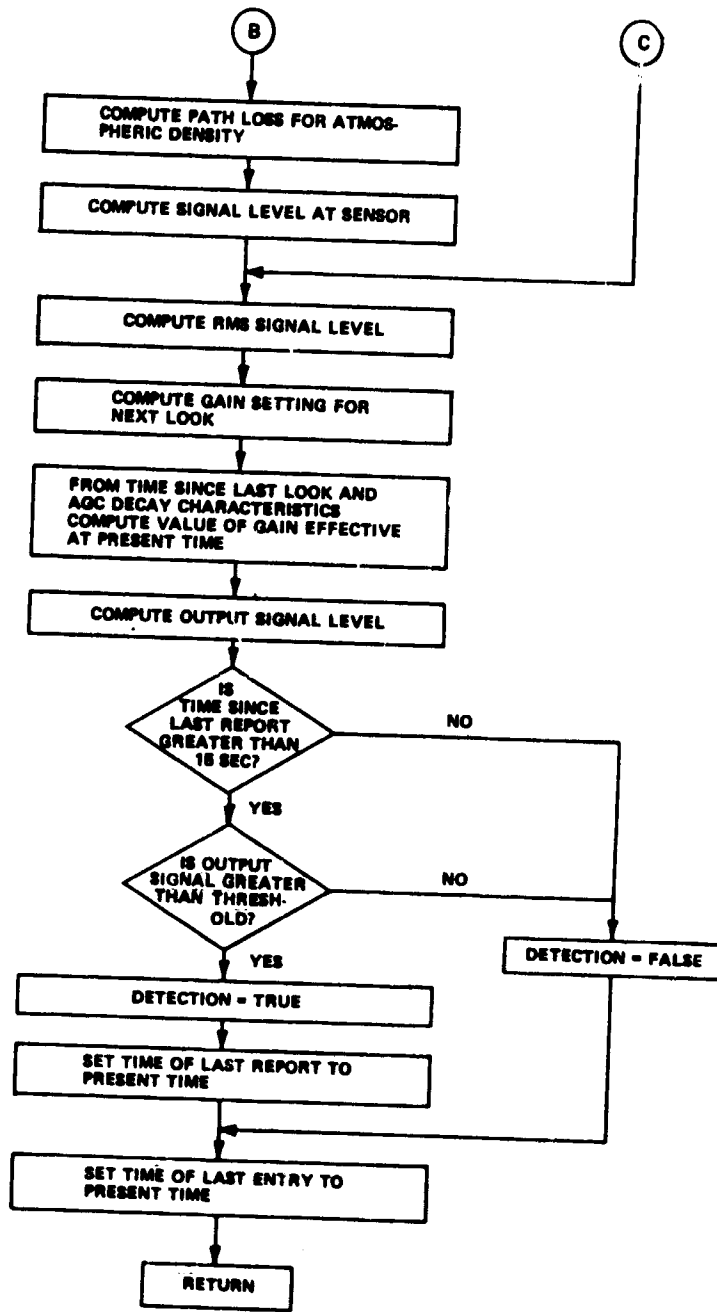 B
C
COMPUTE PATH LOSS FOR ATMOS-
PHERIC DENSITY
COMPUTE SIGNAL LEVEL AT SENSOR
COMPUTE RMS SIGNAL LEVEL
COMPUTE GAIN SETTING FOR
NEXT LOOK
FROM TIME SINCE LAST LOOK AND
AGC DECAY CHARACTERISTICS
COMPUTE VALUE OF GAIN EFFECTIVE
AT PRESENT TIME
COMPUTE OUTPUT SIGNAL LEVEL
IS
TIME SINCE
LAST REPORT
GREATER THAN
15 SEC?
NO
YES
IS OUTPUT
SIGNAL GREATER
THAN THRESH-
OLD?
NO
YES
DETECTION = FALSE
DETECTION = TRUE
SET TIME OF LAST REPORT TO
PRESENT TIME
SET TIME OF LAST ENTRY TO
PRESENT TIME
RETURN